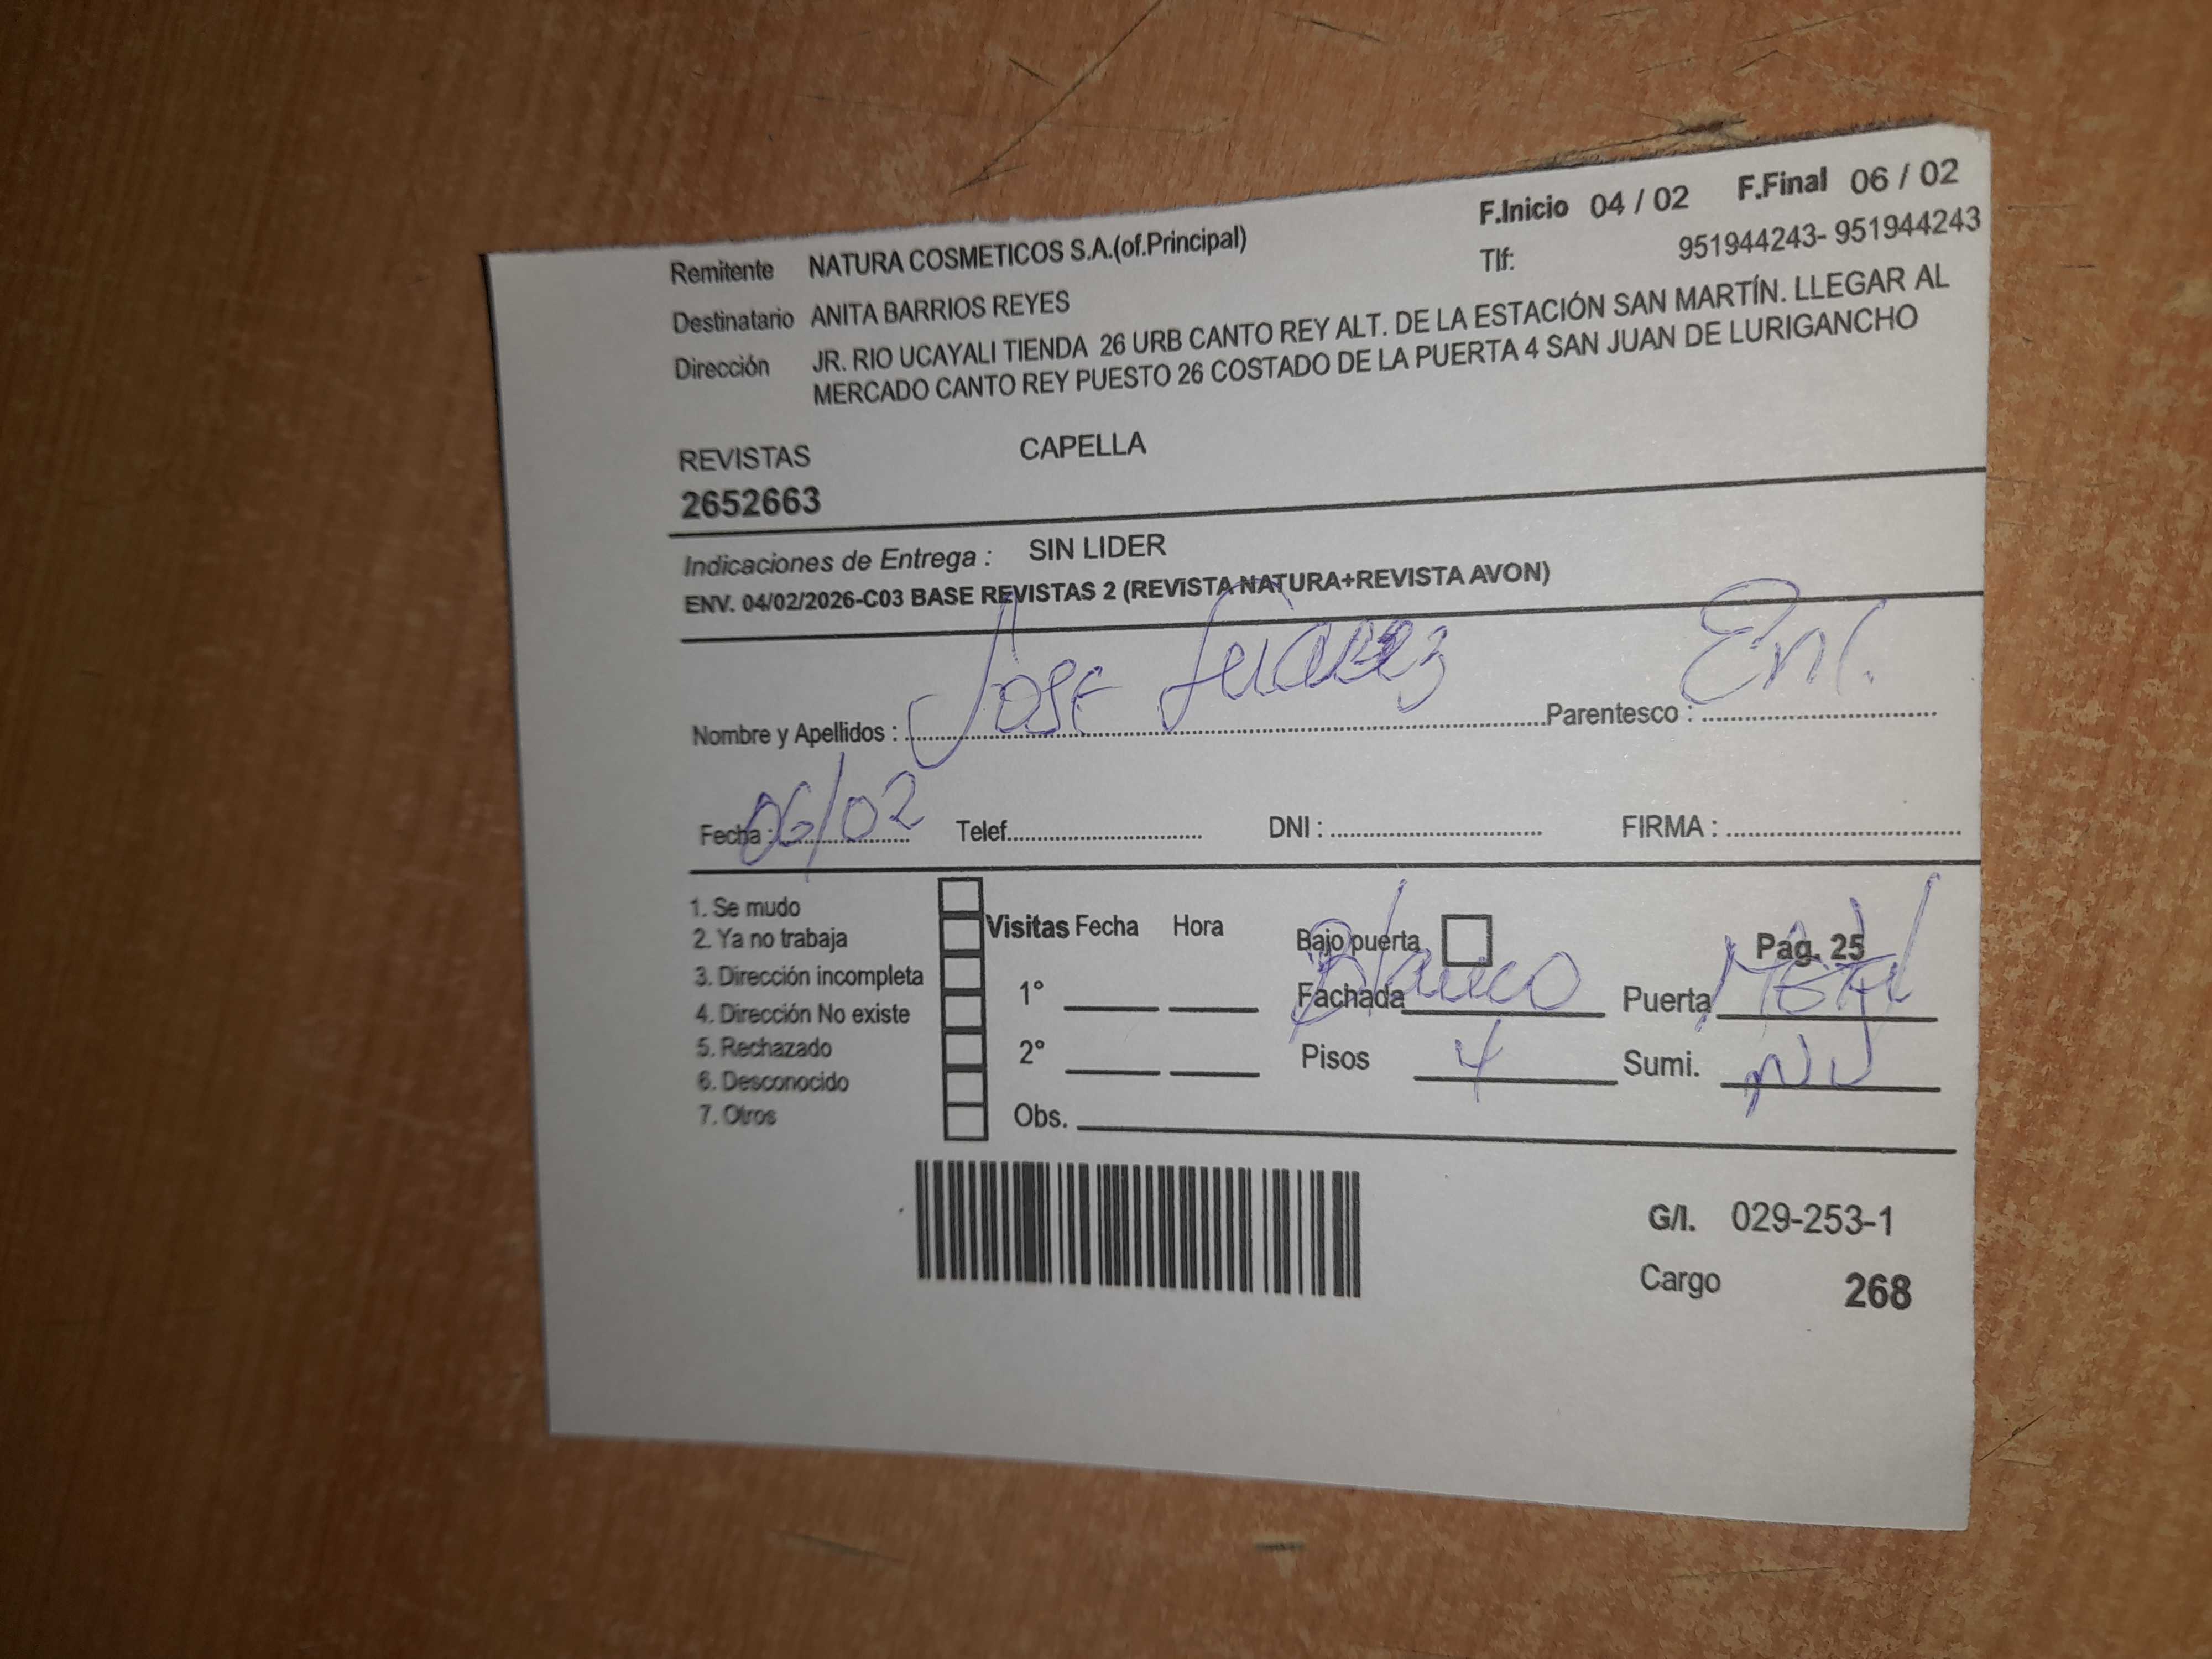 F.Inicio 04 / 02 F.Final 06 / 02
Remitente NATURA COSMETICOS S.A.(of.Principal) Tlf: 951944243- 951944243
Destinatario ANITA BARRIOS REYES
Dirección JR. RIO UCAYALI TIENDA 26 URB CANTO REY ALT. DE LA ESTACIÓN SAN MARTÍN. LLEGAR AL
MERCADO CANTO REY PUESTO 26 COSTADO DE LA PUERTA 4 SAN JUAN DE LURIGANCHO
REVISTAS CAPELLA
2652663
Indicaciones de Entrega : SIN LIDER
ENV. 04/02/2026-C03 BASE REVISTAS 2 (REVISTA NATURA+REVISTA AVON)
Nombre y Apellidos : Jose Suarez Parentesco :
Fecha : 06/02 Telef. DNI : FIRMA :
1. Se mudo
2. Ya no trabaja
3. Dirección incompleta
4. Dirección No existe
5. Rechazado
6. Desconocido
7. Otros
Visitas Fecha Hora Bajo puerta Pag. 25
1° Fachada Blanco Puerta Metal
2° Pisos 4 Sumi.
Obs.
G/I. 029-253-1
Cargo 268